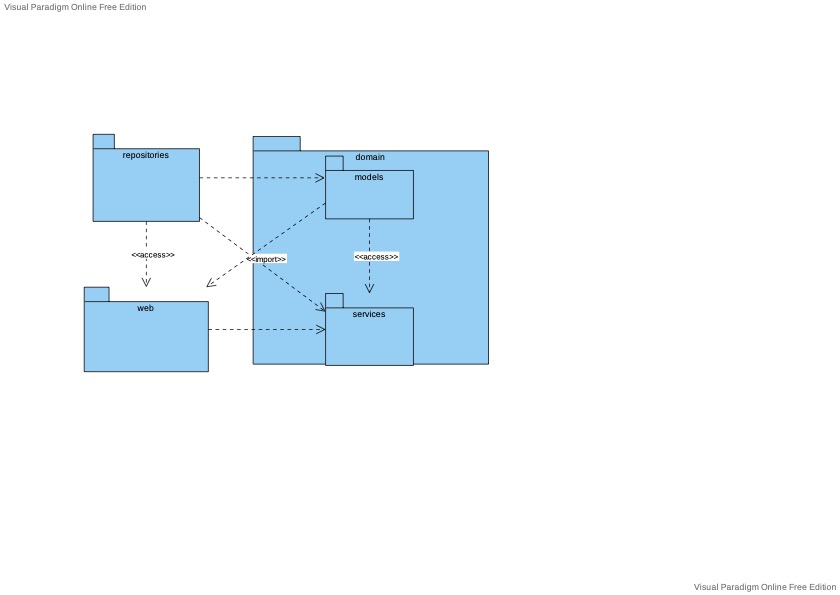 Visual Paradigm Online Free Edition
repositories
domain
models
<<access>>
<<import>>
<<access>>
web
services
Visual Paradigm Online Free Edition